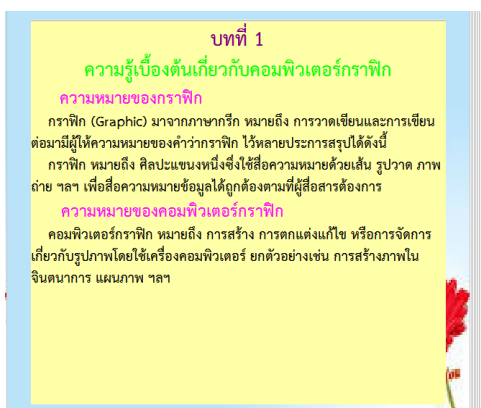 บทที่ 1
ความรู้เบื้องต้นเกี่ยวกับคอมพิวเตอร์กราฟิก
ความหมายของกราฟิก
กราฟิก (Graphic) มาจากภาษากรีก หมายถึง การวาดเขียนและการเขียน
ต่อมามีผู้ให้ความหมายของคำว่ากราฟิก ไว้หลายประการสรุปได้ดังนี้
กราฟิก หมายถึง ศิลปะแขนงหนึ่งซึ่งใช้สื่อความหมายด้วยเส้น รูปวาด ภาพ
ถ่าย ฯลฯ เพื่อสื่อความหมายข้อมูลได้ถูกต้องตามที่ผู้สื่อสารต้องการ
ความหมายของคอมพิวเตอร์กราฟิก
คอมพิวเตอร์กราฟิก หมายถึง การสร้าง การตกแต่งแก้ไข หรือการจัดการ
เกี่ยวกับรูปภาพโดยใช้เครื่องคอมพิวเตอร์ ยกตัวอย่างเช่น การสร้างภาพใน
จินตนาการ แผนภาพ ฯลฯ